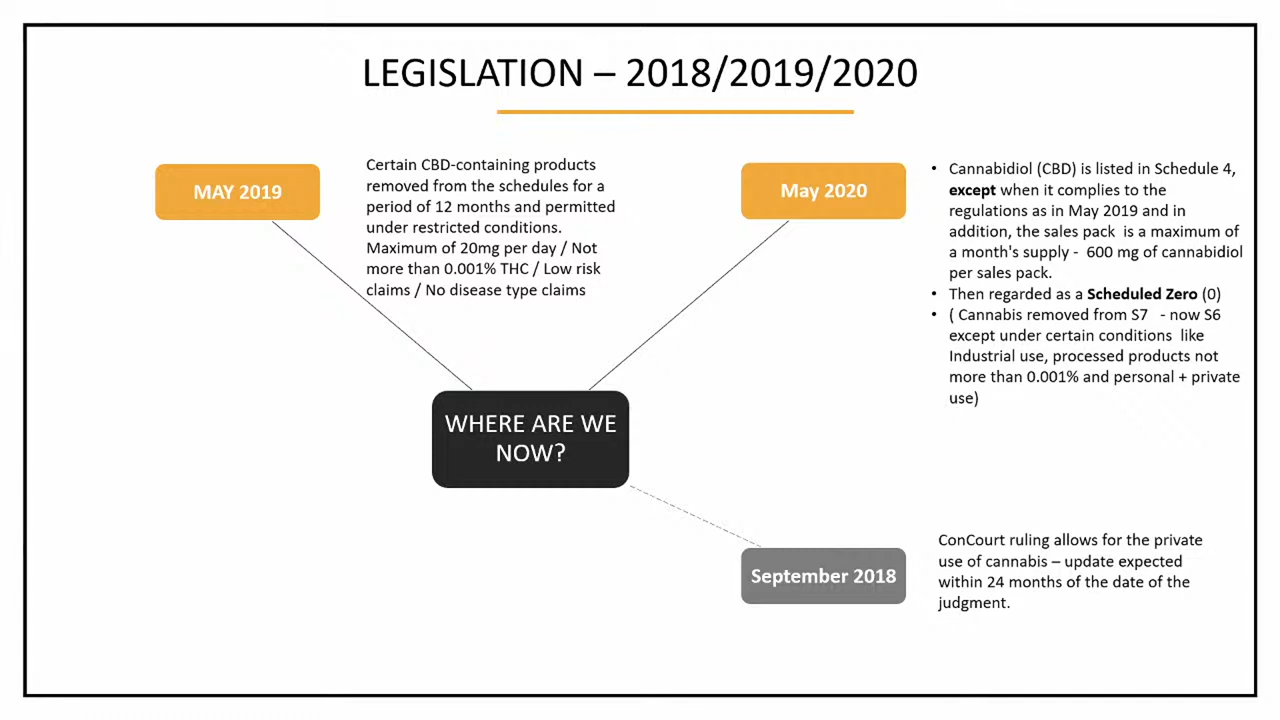 LEGISLATION – 2018/2019/2020
MAY 2019
Certain CBD-containing products
removed from the schedules for a
period of 12 months and permitted
under restricted conditions.
Maximum of 20mg per day / Not
more than 0.001% THC / Low risk
claims / No disease type claims
May 2020
• Cannabidiol (CBD) is listed in Schedule 4,
except when it complies to the
regulations as in May 2019 and in
addition, the sales pack is a maximum of
a month's supply - 600 mg of cannabidiol
per sales pack.
• Then regarded as a Scheduled Zero (0)
• ( Cannabis removed from S7 - now S6
except under certain conditions like
Industrial use, processed products not
more than 0.001% and personal + private
use)
WHERE ARE WE
NOW?
September 2018
ConCourt ruling allows for the private
use of cannabis – update expected
within 24 months of the date of the
judgment.